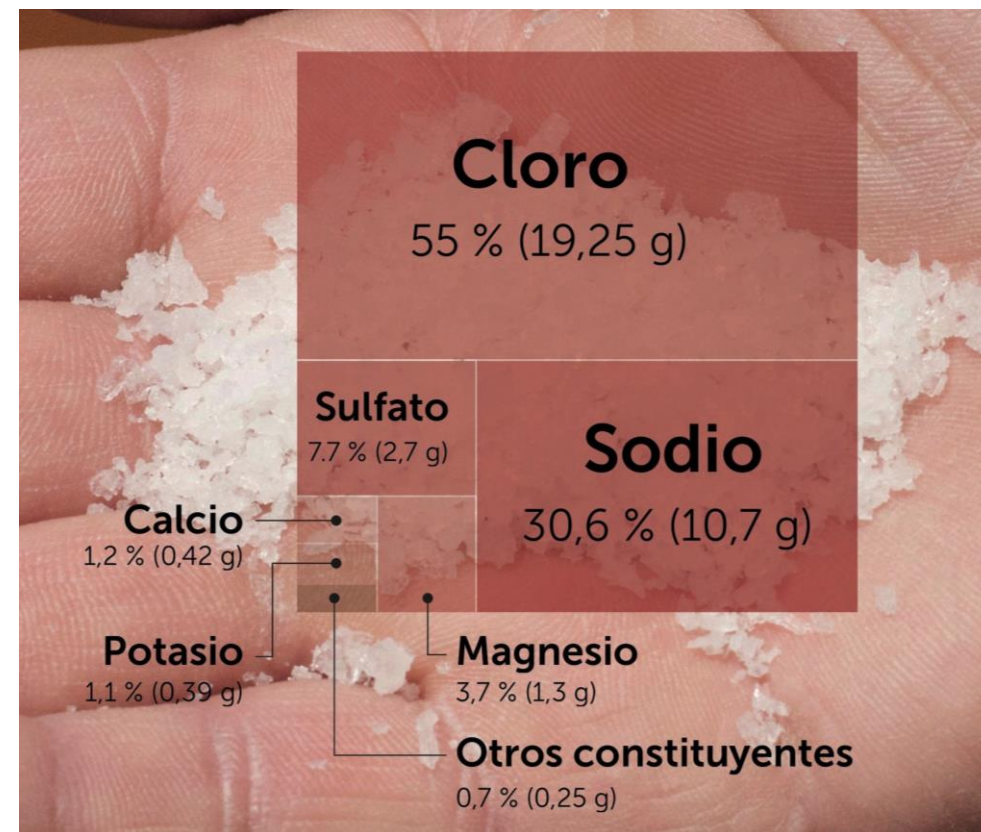 Cloro
55 % (19,25 g)
Sulfato
7.7 % (2,7 g)
Sodio
30,6 % (10,7 g)
Calcio
1,2 % (0,42 g)
Potasio
1,1 % (0,39 g)
Magnesio
3,7 % (1,3 g)
Otros constituyentes
0,7 % (0,25 g)